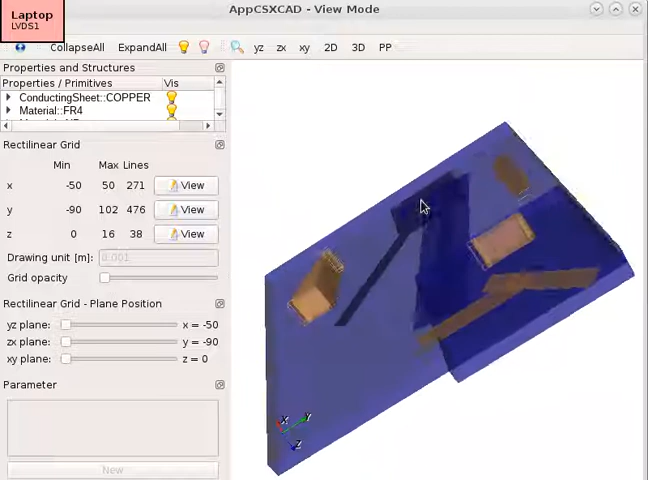 AppCSXCAD - View Mode
Laptop
LVDS1
CollapseAll ExpandAll yz zx xy 2D 3D PP
Properties and Structures
Properties / Primitives Vis
ConductingSheet::COPPER
Material::FR4
Rectilinear Grid
Min Max Lines
x -50 50 271 View
y -90 102 476 View
z 0 16 38 View
Drawing unit [m]: 0.001
Grid opacity
Rectilinear Grid - Plane Position
yz plane: x = -50
zx plane: y = -90
xy plane: z = 0
Parameter
New
X Y
Z